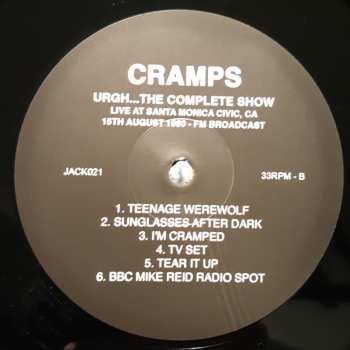 CRAMPS
URGH...THE COMPLETE SHOW
LIVE AT SANTA MONICA CIVIC, CA
15TH AUGUST 1980 - FM BROADCAST
JACK021 33RPM - B
1. TEENAGE WEREWOLF
2. SUNGLASSES AFTER DARK
3. I'M CRAMPED
4. TV SET
5. TEAR IT UP
6. BBC MIKE REID RADIO SPOT